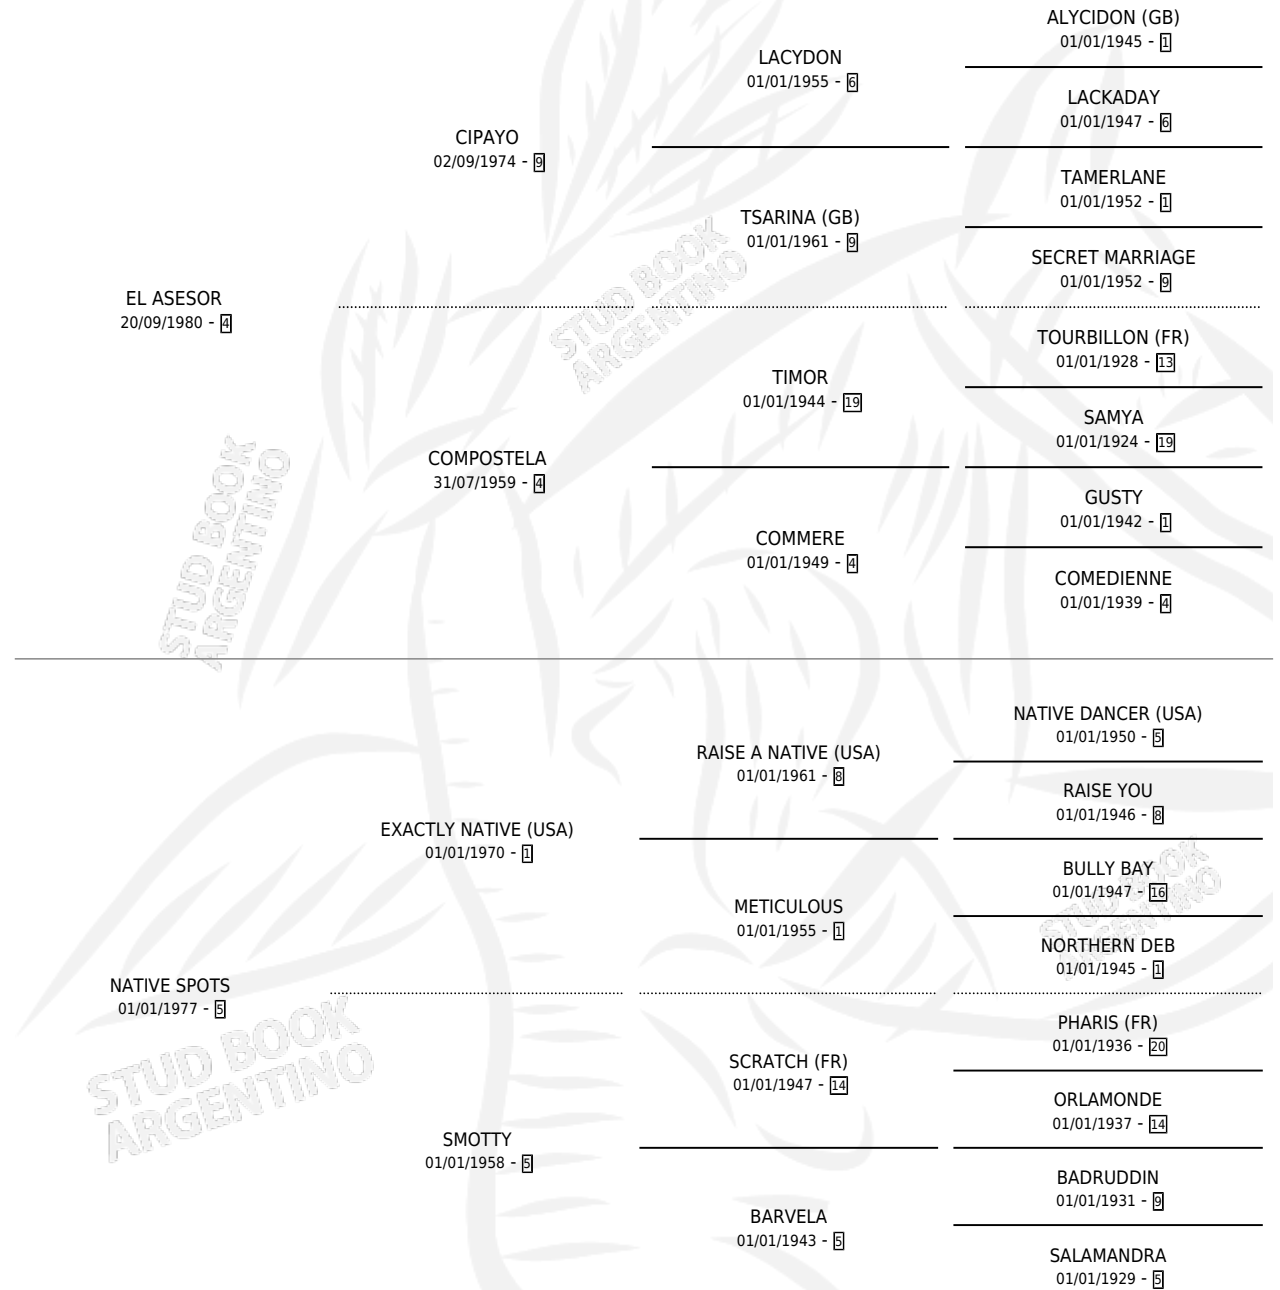 ALYCIDON (GB)
01/01/1945 - 1
LACYDON
01/01/1955 - 6
LACKADAY
01/01/1947 - 6
CIPAYO
02/09/1974 - 9
TAMERLANE
01/01/1952 - 1
TSARINA (GB)
01/01/1961 - 9
SECRET MARRIAGE
01/01/1952 - 9
EL ASESOR
20/09/1980 - 4
TOURBILLON (FR)
01/01/1928 - 13
TIMOR
01/01/1944 - 19
SAMYA
01/01/1924 - 19
COMPOSTELA
31/07/1959 - 4
GUSTY
01/01/1942 - 1
COMMERE
01/01/1949 - 4
COMEDIENNE
01/01/1939 - 4
STUD BOOK
ARGENTINO
STUD BOOK
ARGENTINO
NATIVE DANCER (USA)
01/01/1950 - 5
RAISE A NATIVE (USA)
01/01/1961 - 8
RAISE YOU
01/01/1946 - 8
EXACTLY NATIVE (USA)
01/01/1970 - 1
BULLY BAY
01/01/1947 - 16
METICULOUS
01/01/1955 - 1
NORTHERN DEB
01/01/1945 - 1
NATIVE SPOTS
01/01/1977 - 5
PHARIS (FR)
01/01/1936 - 20
SCRATCH (FR)
01/01/1947 - 14
ORLAMONDE
01/01/1937 - 14
SMOTTY
01/01/1958 - 5
BADRUDDIN
01/01/1931 - 9
BARVELA
01/01/1943 - 5
SALAMANDRA
01/01/1929 - 5
STUD BOOK
ARGENTINO
STUD BOOK
ARGENTINO